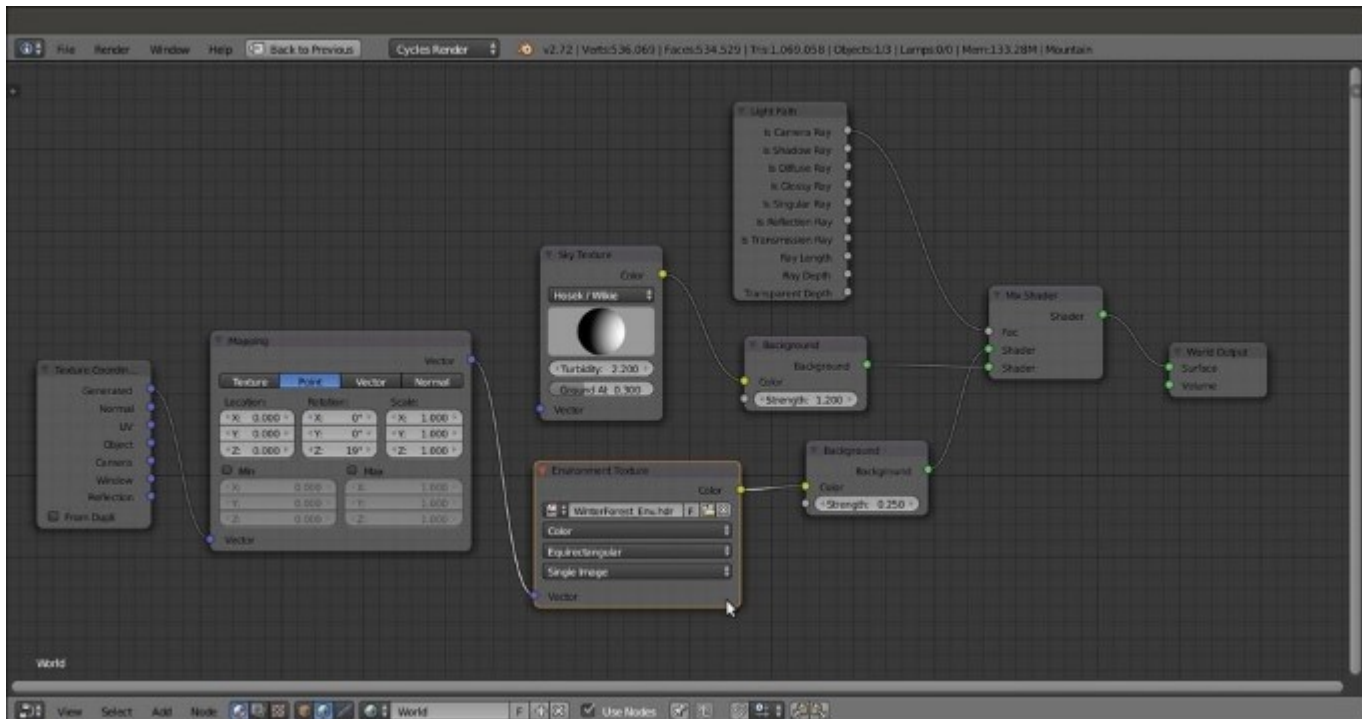 File Render Window Help Back to Previous Cycles Render v2.72 | Verts:536,069 | Faces:534,529 | Tris:1,069,058 | Objects:1/3 | Lamps:0/0 | Mem:133.28M | Mountain
Light Path
Is Camera Ray
Is Shadow Ray
Is Diffuse Ray
Is Glossy Ray
Is Singular Ray
Is Reflection Ray
Is Transmission Ray
Ray Length
Ray Depth
Transparent Depth
Sky Texture
Color
Hosek / Wilkie
Turbidity: 2.200
Ground Al: 0.300
Vector
Mix Shader
Shader
Fac
Shader
Shader
World Output
Surface
Volume
Background
Background
Color
Strength: 1.200
Mapping
Vector
Texture Point Vector Normal
Location: Rotation: Scale:
X: 0.000 X: 0° X: 1.000
Y: 0.000 Y: 0° Y: 1.000
Z: 0.000 Z: 19° Z: 1.000
Min Max
X: 0.000 X: 1.000
Y: 0.000 Y: 1.000
Z: 0.000 Z: 1.000
Vector
Texture Coordin...
Generated
Normal
UV
Object
Camera
Window
Reflection
From Dupli
Background
Background
Color
Strength: 0.250
Environment Texture
Color
WinterForest_Env.hdr F
Color
Equirectangular
Single Image
Vector
World
View Select Add Node World F Use Nodes